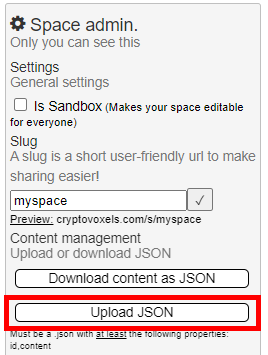 Space admin.
Only you can see this
Settings
General settings
Is Sandbox (Makes your space editable
for everyone)
Slug
A slug is a short user-friendly url to make
sharing easier!
myspace ✓
Preview: cryptovoxels.com/s/myspace
Content management
Upload or download JSON
Download content as JSON
Upload JSON
Must be a .json with at least the following properties:
id,content